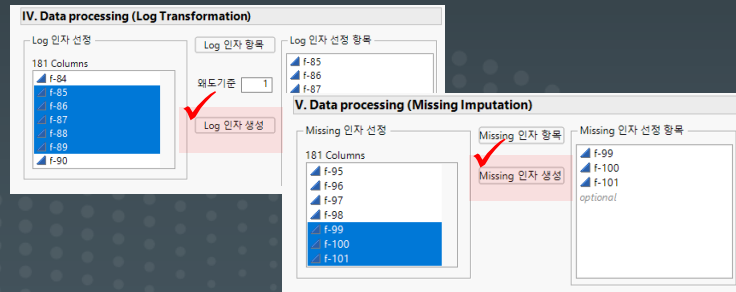 IV. Data processing (Log Transformation)
Log 인자 선정
181 Columns
f-84
f-85
f-86
f-87
f-88
f-89
f-90
Log 인자 항목
왜도기준 1
Log 인자 생성
Log 인자 선정 항목
f-85
f-86
f-87
V. Data processing (Missing Imputation)
Missing 인자 선정
181 Columns
f-95
f-96
f-97
f-98
f-99
f-100
f-101
Missing 인자 항목
Missing 인자 생성
Missing 인자 선정 항목
f-99
f-100
f-101
optional